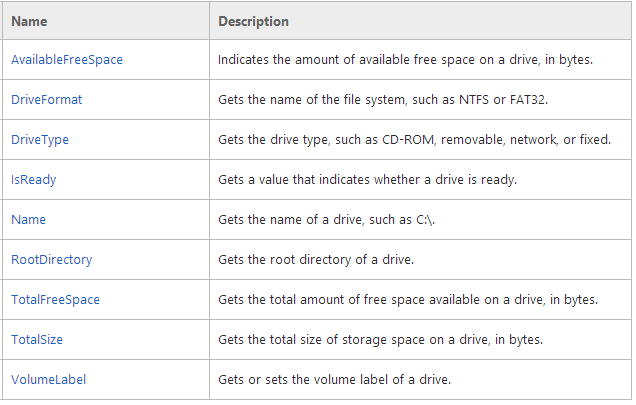 Name Description
AvailableFreeSpace Indicates the amount of available free space on a drive, in bytes.
DriveFormat Gets the name of the file system, such as NTFS or FAT32.
DriveType Gets the drive type, such as CD-ROM, removable, network, or fixed.
IsReady Gets a value that indicates whether a drive is ready.
Name Gets the name of a drive, such as C:\.
RootDirectory Gets the root directory of a drive.
TotalFreeSpace Gets the total amount of free space available on a drive, in bytes.
TotalSize Gets the total size of storage space on a drive, in bytes.
VolumeLabel Gets or sets the volume label of a drive.